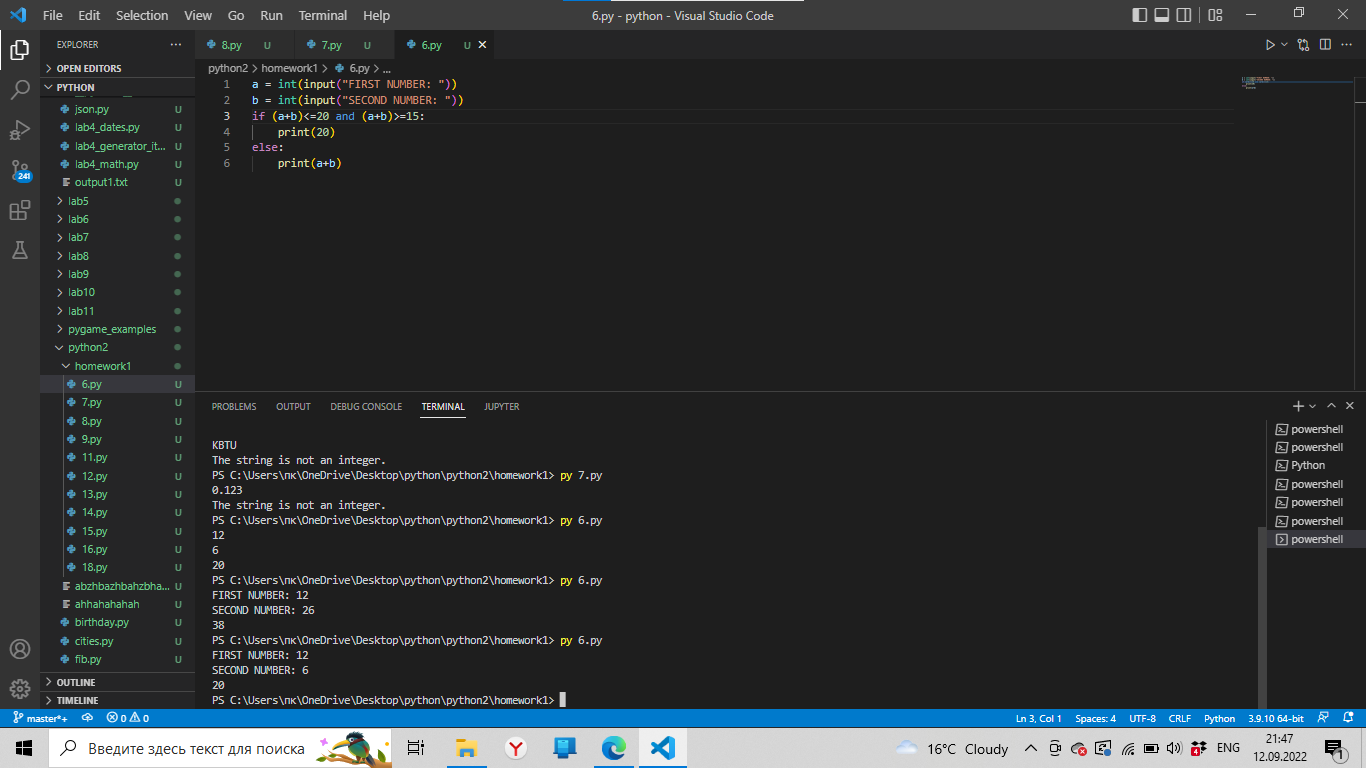 File Edit Selection View Go Run Terminal Help 6.py - python - Visual Studio Code
EXPLORER
OPEN EDITORS
PYTHON
json.py U
lab4_dates.py U
lab4_generator_it... U
lab4_math.py U
output1.txt U
lab5
lab6
lab7
lab8
lab9
lab10
lab11
pygame_examples
python2
homework1
6.py U
7.py U
8.py U
9.py U
11.py U
12.py U
13.py U
14.py U
15.py U
16.py U
18.py U
abzhbazhbahzbha... U
ahhahahahah U
birthday.py U
cities.py U
fib.py U
OUTLINE
TIMELINE
241
8.py U 7.py U 6.py U
python2 > homework1 > 6.py > ...
1 a = int(input("FIRST NUMBER: "))
2 b = int(input("SECOND NUMBER: "))
3 if (a+b)<=20 and (a+b)>=15:
4 print(20)
5 else:
6 print(a+b)
PROBLEMS OUTPUT DEBUG CONSOLE TERMINAL JUPYTER
KBTU
The string is not an integer.
PS C:\Users\пк\OneDrive\Desktop\python\python2\homework1> py 7.py
0.123
The string is not an integer.
PS C:\Users\пк\OneDrive\Desktop\python\python2\homework1> py 6.py
12
6
20
PS C:\Users\пк\OneDrive\Desktop\python\python2\homework1> py 6.py
FIRST NUMBER: 12
SECOND NUMBER: 26
38
PS C:\Users\пк\OneDrive\Desktop\python\python2\homework1> py 6.py
FIRST NUMBER: 12
SECOND NUMBER: 6
20
PS C:\Users\пк\OneDrive\Desktop\python\python2\homework1>
powershell
powershell
Python
powershell
powershell
powershell
powershell
master*+ 0 0 Ln 3, Col 1 Spaces: 4 UTF-8 CRLF Python 3.9.10 64-bit
Введите здесь текст для поиска 16°C Cloudy ENG 21:47
12.09.2022
1